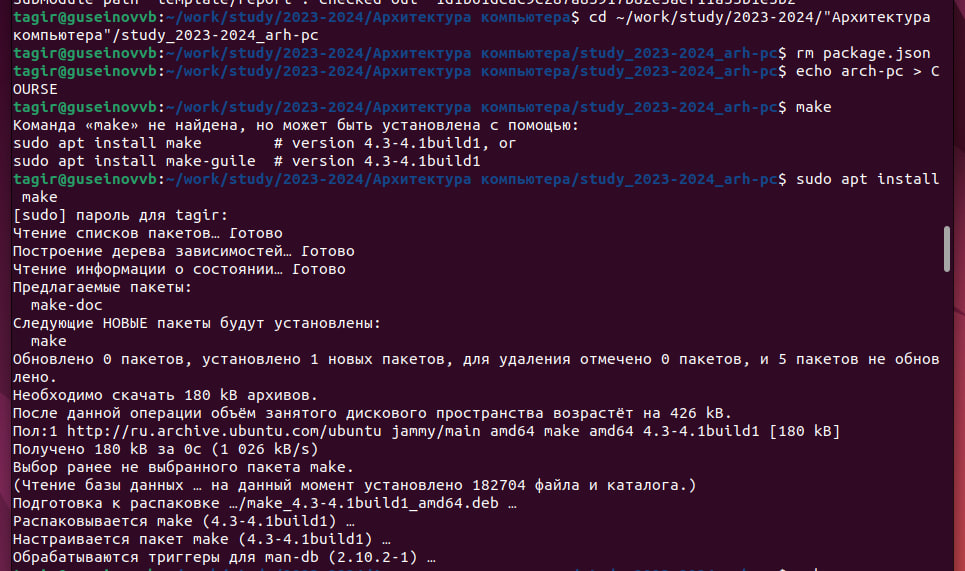 tagir@guseinovvb:~/work/study/2023-2024/Архитектура компьютера$ cd ~/work/study/2023-2024/"Архитектура
компьютера"/study_2023-2024_arh-pc
tagir@guseinovvb:~/work/study/2023-2024/Архитектура компьютера/study_2023-2024_arh-pc$ rm package.json
tagir@guseinovvb:~/work/study/2023-2024/Архитектура компьютера/study_2023-2024_arh-pc$ echo arch-pc > C
OURSE
tagir@guseinovvb:~/work/study/2023-2024/Архитектура компьютера/study_2023-2024_arh-pc$ make
Команда «make» не найдена, но может быть установлена с помощью:
sudo apt install make        # version 4.3-4.1build1, or
sudo apt install make-guile  # version 4.3-4.1build1
tagir@guseinovvb:~/work/study/2023-2024/Архитектура компьютера/study_2023-2024_arh-pc$ sudo apt install
 make
[sudo] пароль для tagir:
Чтение списков пакетов… Готово
Построение дерева зависимостей… Готово
Чтение информации о состоянии… Готово
Предлагаемые пакеты:
  make-doc
Следующие НОВЫЕ пакеты будут установлены:
  make
Обновлено 0 пакетов, установлено 1 новых пакетов, для удаления отмечено 0 пакетов, и 5 пакетов не обнов
лено.
Необходимо скачать 180 kB архивов.
После данной операции объём занятого дискового пространства возрастёт на 426 kB.
Пол:1 http://ru.archive.ubuntu.com/ubuntu jammy/main amd64 make amd64 4.3-4.1build1 [180 kB]
Получено 180 kB за 0с (1 026 kB/s)
Выбор ранее не выбранного пакета make.
(Чтение базы данных … на данный момент установлено 182704 файла и каталога.)
Подготовка к распаковке …/make_4.3-4.1build1_amd64.deb …
Распаковывается make (4.3-4.1build1) …
Настраивается пакет make (4.3-4.1build1) …
Обрабатываются триггеры для man-db (2.10.2-1) …